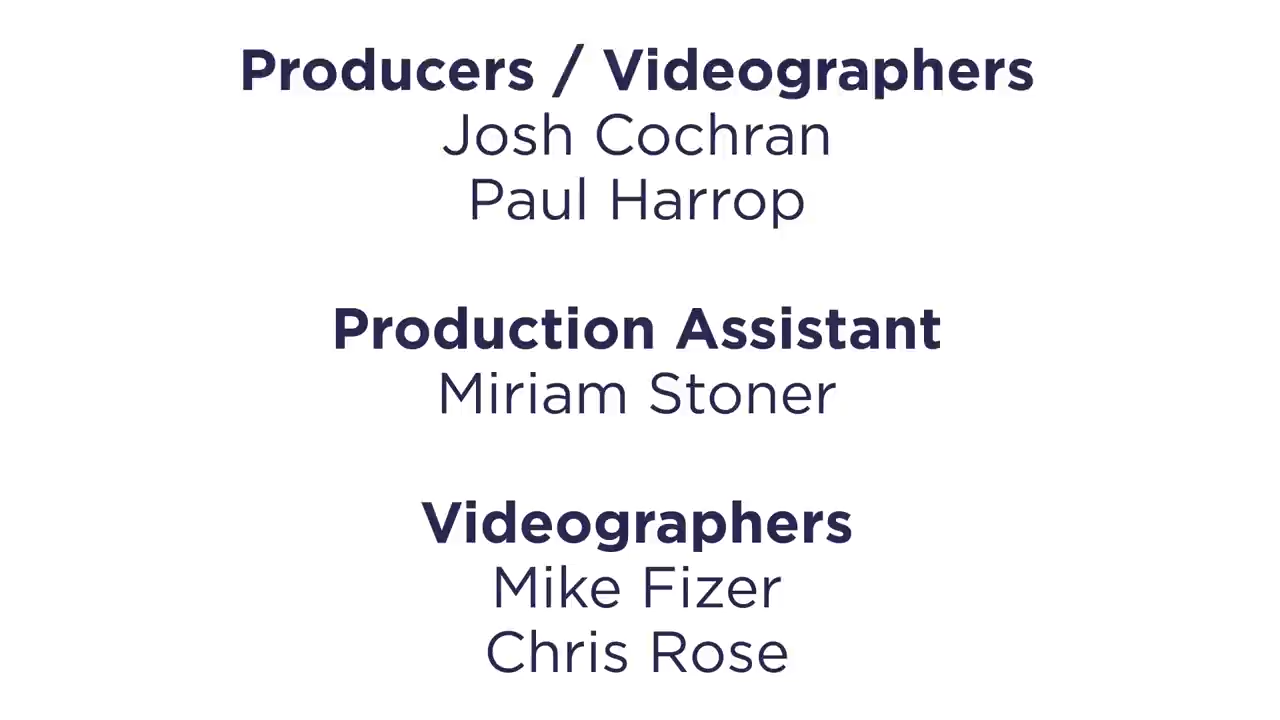 Producers / Videographers
Josh Cochran
Paul Harrop
Production Assistant
Miriam Stoner
Videographers
Mike Fizer
Chris Rose